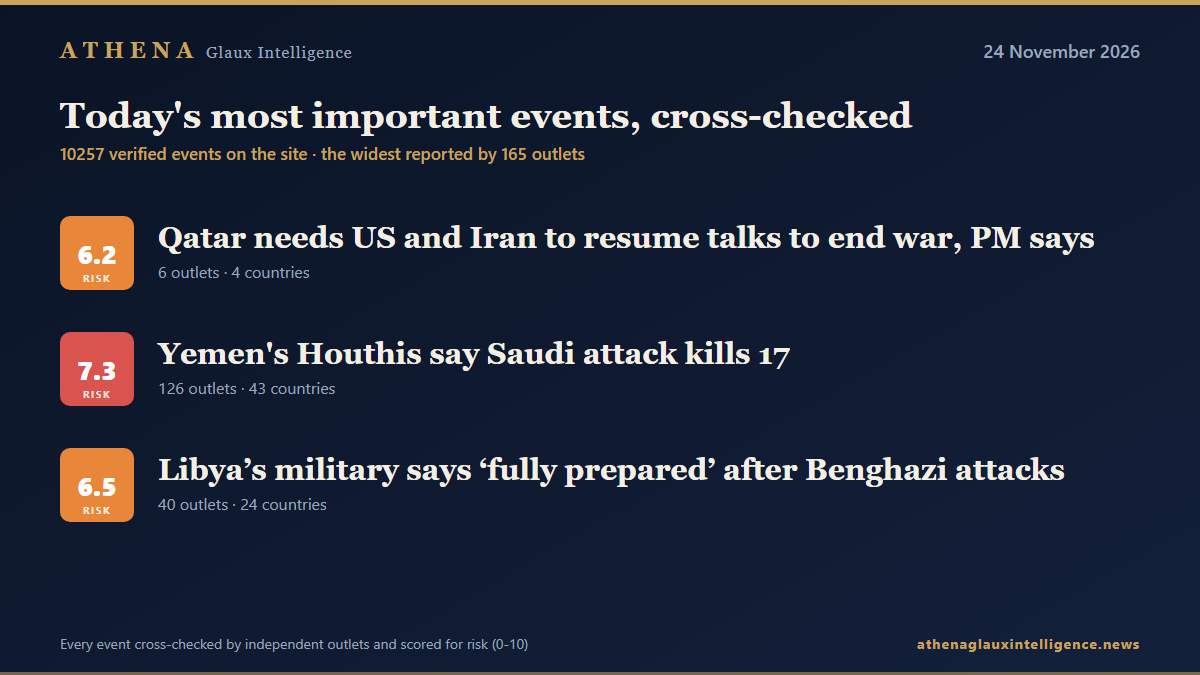 ATHENA Glaux Intelligence
24 November 2026
Today's most important events, cross-checked
10257 verified events on the site · the widest reported by 165 outlets
6.2
RISK
Qatar needs US and Iran to resume talks to end war, PM says
6 outlets · 4 countries
7.3
RISK
Yemen's Houthis say Saudi attack kills 17
126 outlets · 43 countries
6.5
RISK
Libya’s military says ‘fully prepared’ after Benghazi attacks
40 outlets · 24 countries
Every event cross-checked by independent outlets and scored for risk (0-10)
athenaglauxintelligence.news